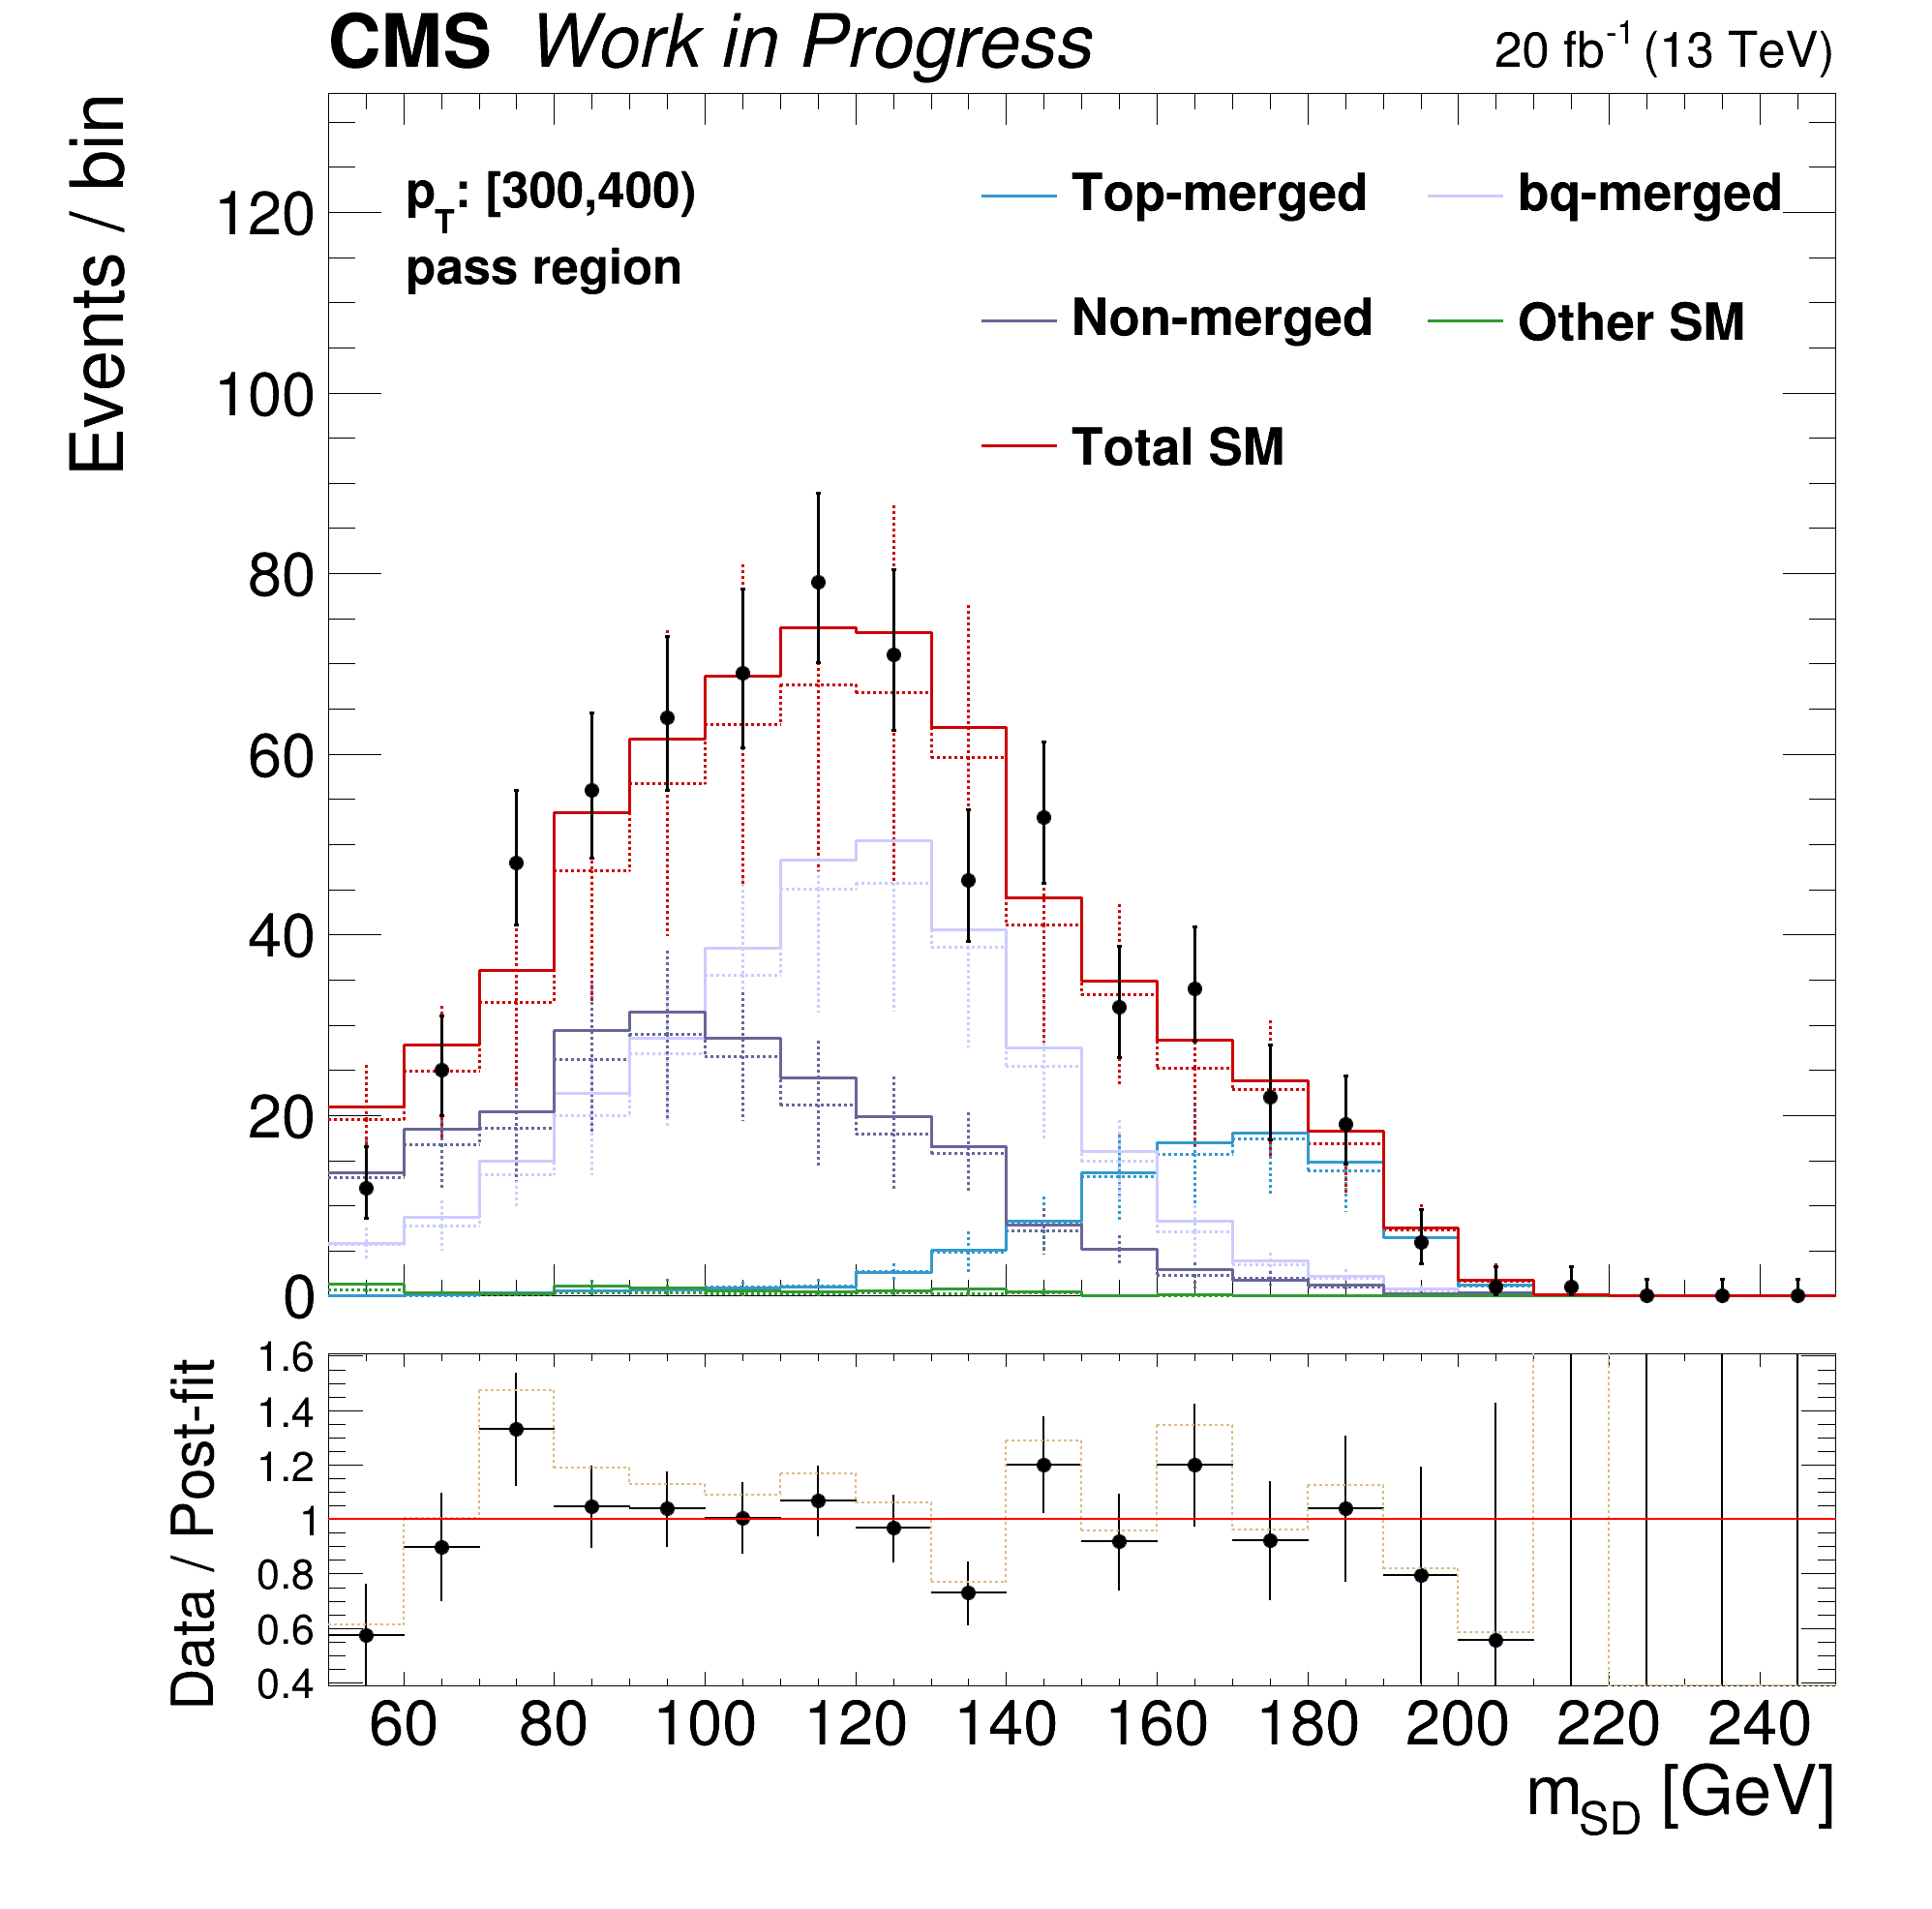 CMS Work in Progress 20 fb-1 (13 TeV)
Events / bin
pT: [300,400)
pass region
Top-merged
bq-merged
Non-merged
Other SM
Total SM
120
100
80
60
40
20
0
Data / Post-fit
1.6
1.4
1.2
1
0.8
0.6
0.4
60 80 100 120 140 160 180 200 220 240
mSD [GeV]